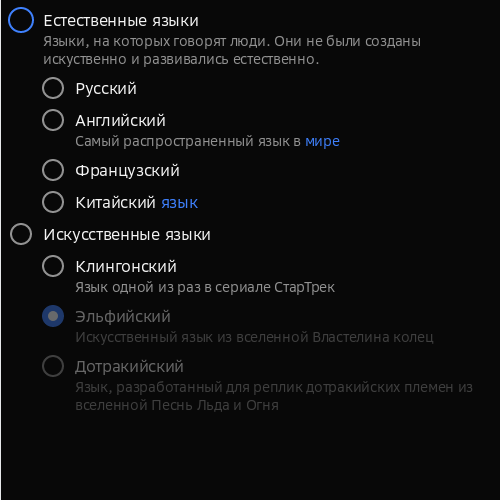 Естественные языки
Языки, на которых говорят люди. Они не были созданы
искуственно и развивались естественно.
Русский
Английский
Самый распространенный язык в мире
Французский
Китайский язык
Искусственные языки
Клингонский
Язык одной из раз в сериале СтарТрек
Эльфийский
Искуственный язык из вселенной Властелина колец
Дотракийский
Язык, разработанный для реплик дотракийских племен из
вселенной Песнь Льда и Огня